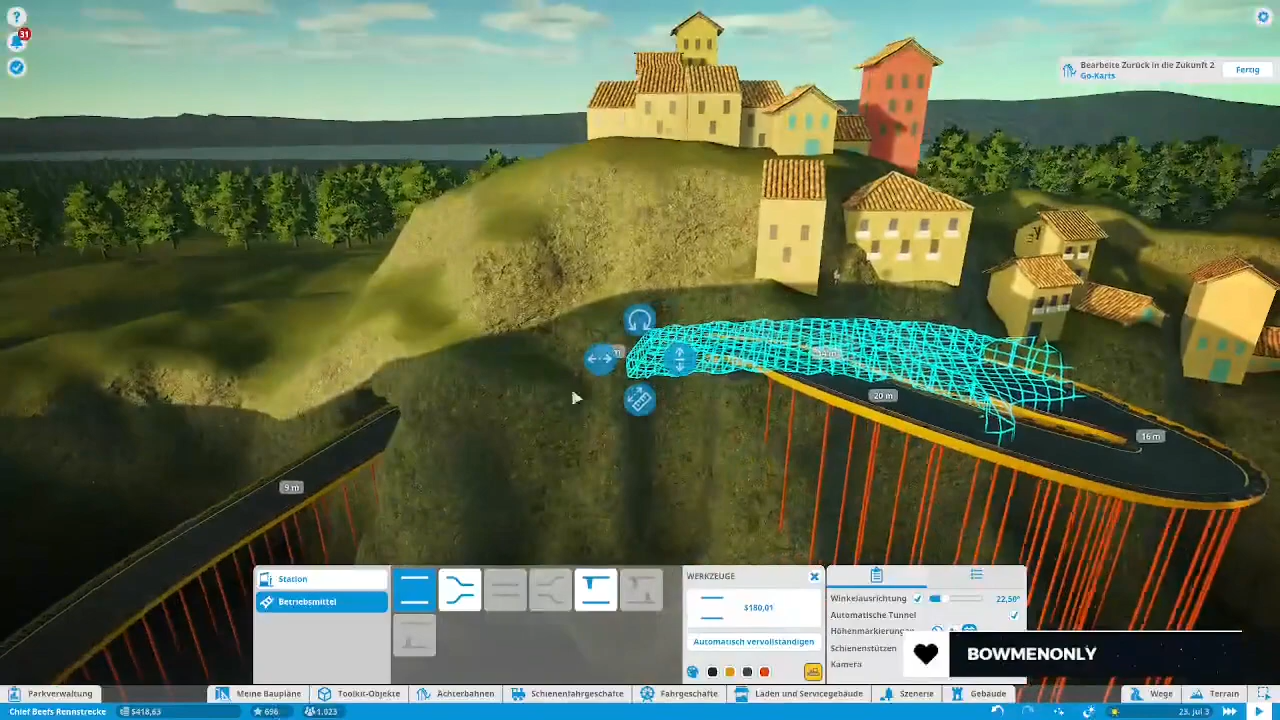 ?
31
Bearbeite Zurück in die Zukunft 2
Go-Karts
Fertig
m
20 m
16 m
9 m
Station
Betriebsmittel
WERKZEUGE
$180,01
Automatisch vervollständigen
Winkelausrichtung
22,50°
Automatische Tunnel
Höhenmarkierungen
Schienenstützen
Kamera
BOWMENONLY
Parkverwaltung
Meine Baupläne
Toolkit-Objekte
Achterbahnen
Schienenfahrgeschäfte
Fahrgeschäfte
Läden und Servicegebäude
Szenerie
Gebäude
Wege
Terrain
Chief Beefs Rennstrecke
$418,63
696
1.023
23. Jul 3